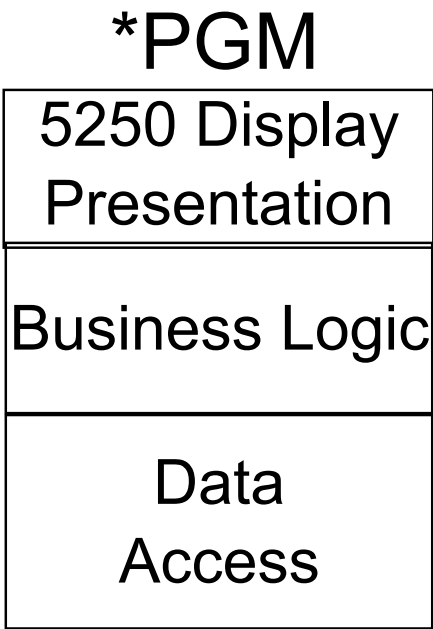 *PGM
5250 Display
Presentation
Business Logic
Data
Access